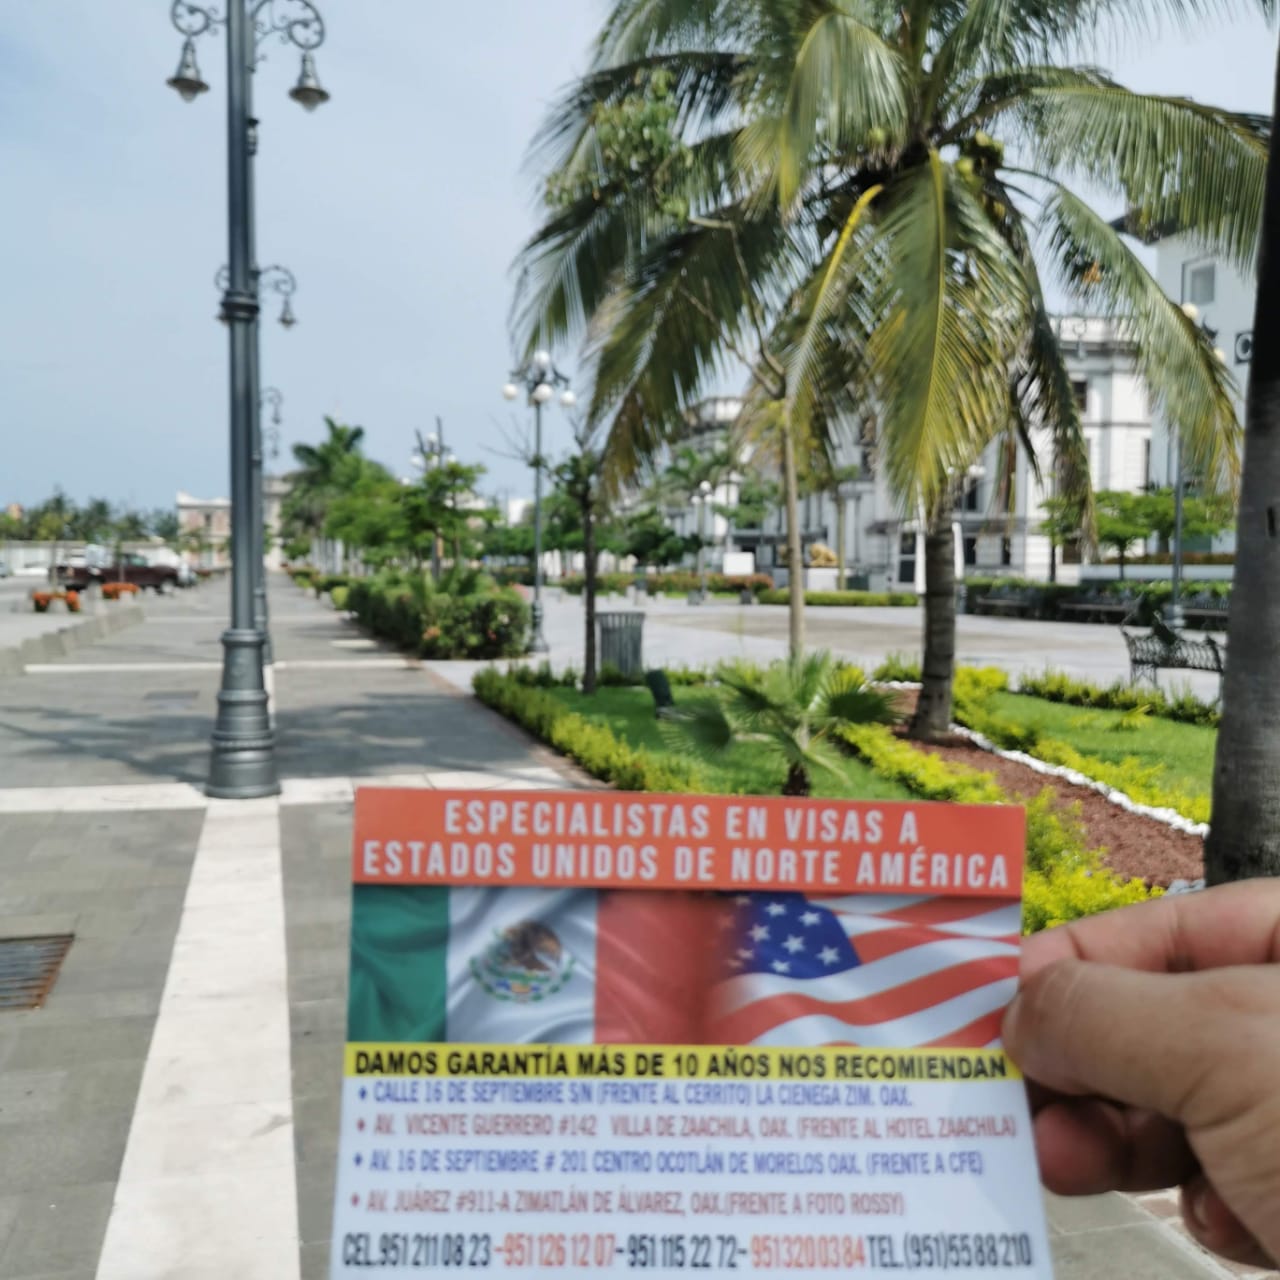 ESPECIALISTAS EN VISAS A
ESTADOS UNIDOS DE NORTE AMÉRICA
DAMOS GARANTÍA MÁS DE 10 AÑOS NOS RECOMIENDAN
• CALLE 16 DE SEPTIEMBRE S/N (FRENTE AL CERRITO) LA CIENEGA ZIM. OAX.
• AV. VICENTE GUERRERO #142 VILLA DE ZAACHILA, OAX. (FRENTE AL HOTEL ZAACHILA)
• AV. 16 DE SEPTIEMBRE # 201 CENTRO OCOTLÁN DE MORELOS OAX. (FRENTE A CFE)
• AV. JUÁREZ #911-A ZIMATLÁN DE ÁLVAREZ, OAX.(FRENTE A FOTO ROSSY)
CEL.951 211 08 23 -951 126 12 07-951 115 22 72- 9513200384 TEL.(951)5588210